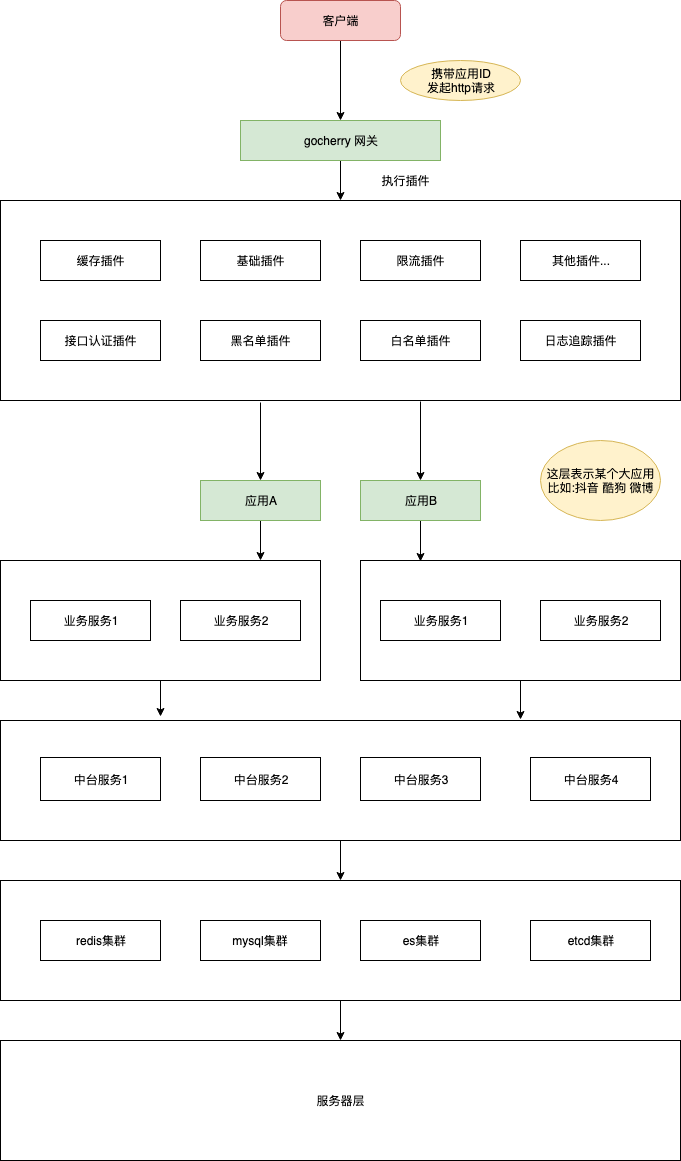 客户端
携带应用ID
发起http请求
gocherry 网关
执行插件
缓存插件
基础插件
限流插件
其他插件...
接口认证插件
黑名单插件
白名单插件
日志追踪插件
这层表示某个大应用
比如:抖音 酷狗 微博
应用A
应用B
业务服务1
业务服务2
业务服务1
业务服务2
中台服务1
中台服务2
中台服务3
中台服务4
redis集群
mysql集群
es集群
etcd集群
服务器层